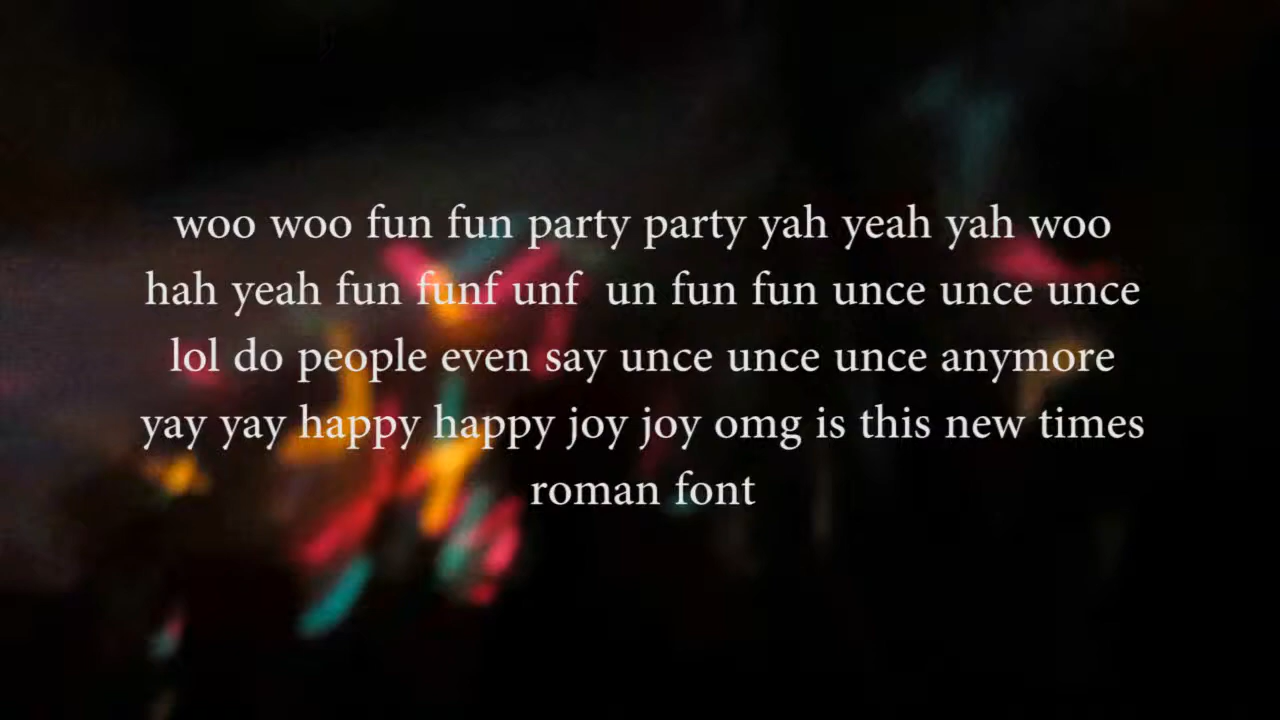 woo woo fun fun party party yah yeah yah woo
hah yeah fun funf unf  un fun fun unce unce unce
lol do people even say unce unce unce anymore
yay yay happy happy joy joy omg is this new times
roman font